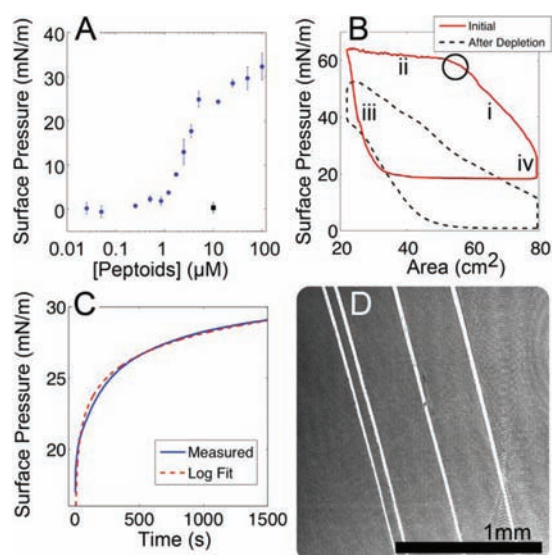 A
Surface Pressure (mN/m)
40
30
20
10
0
0.01
0.1
1
10
100
[Peptoids] (µM)
B
Initial
After Depletion
Surface Pressure (mN/m)
60
40
20
0
ii
i
iii
iv
20
40
60
80
Area (cm2)
C
Surface Pressure (mN/m)
30
25
20
Measured
Log Fit
0
500
1000
1500
Time (s)
D
1mm